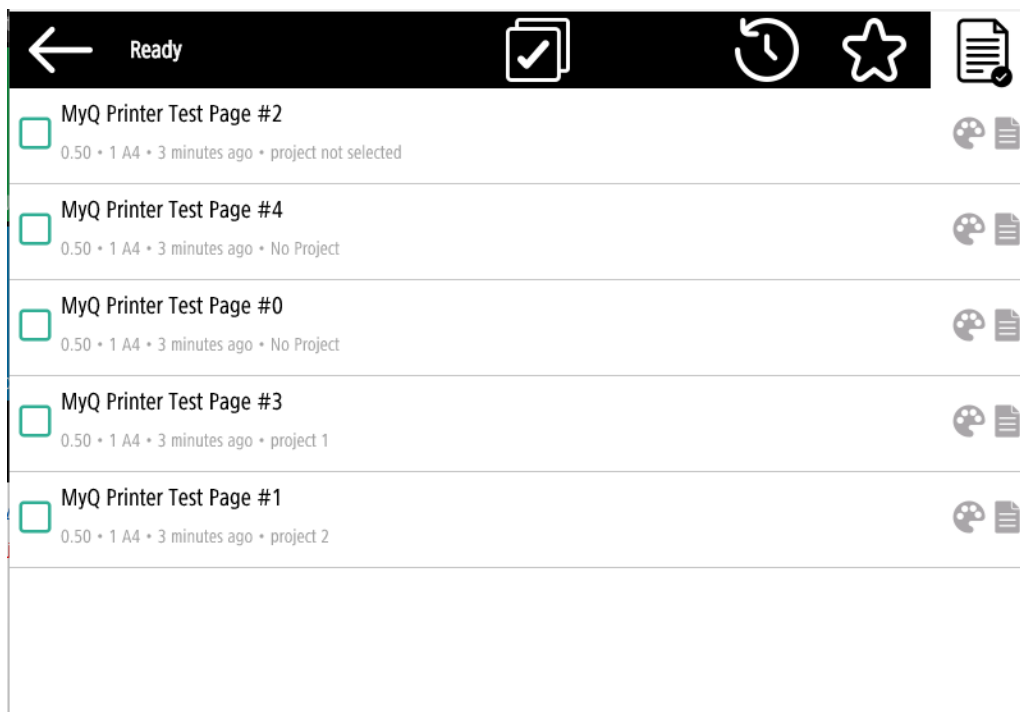 Ready
MyQ Printer Test Page #2
0.50 • 1 A4 • 3 minutes ago • project not selected
MyQ Printer Test Page #4
0.50 • 1 A4 • 3 minutes ago • No Project
MyQ Printer Test Page #0
0.50 • 1 A4 • 3 minutes ago • No Project
MyQ Printer Test Page #3
0.50 • 1 A4 • 3 minutes ago • project 1
MyQ Printer Test Page #1
0.50 • 1 A4 • 3 minutes ago • project 2